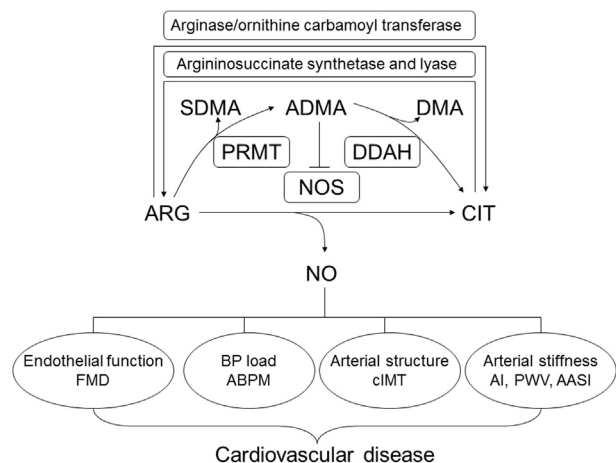 Arginase/ornithine carbamoyl transferase
Argininosuccinate synthetase and lyase
SDMA ADMA DMA
PRMT DDAH
NOS
ARG CIT
NO
Endothelial function
FMD
BP load
ABPM
Arterial structure
cIMT
Arterial stiffness
AI, PWV, AASI
Cardiovascular disease